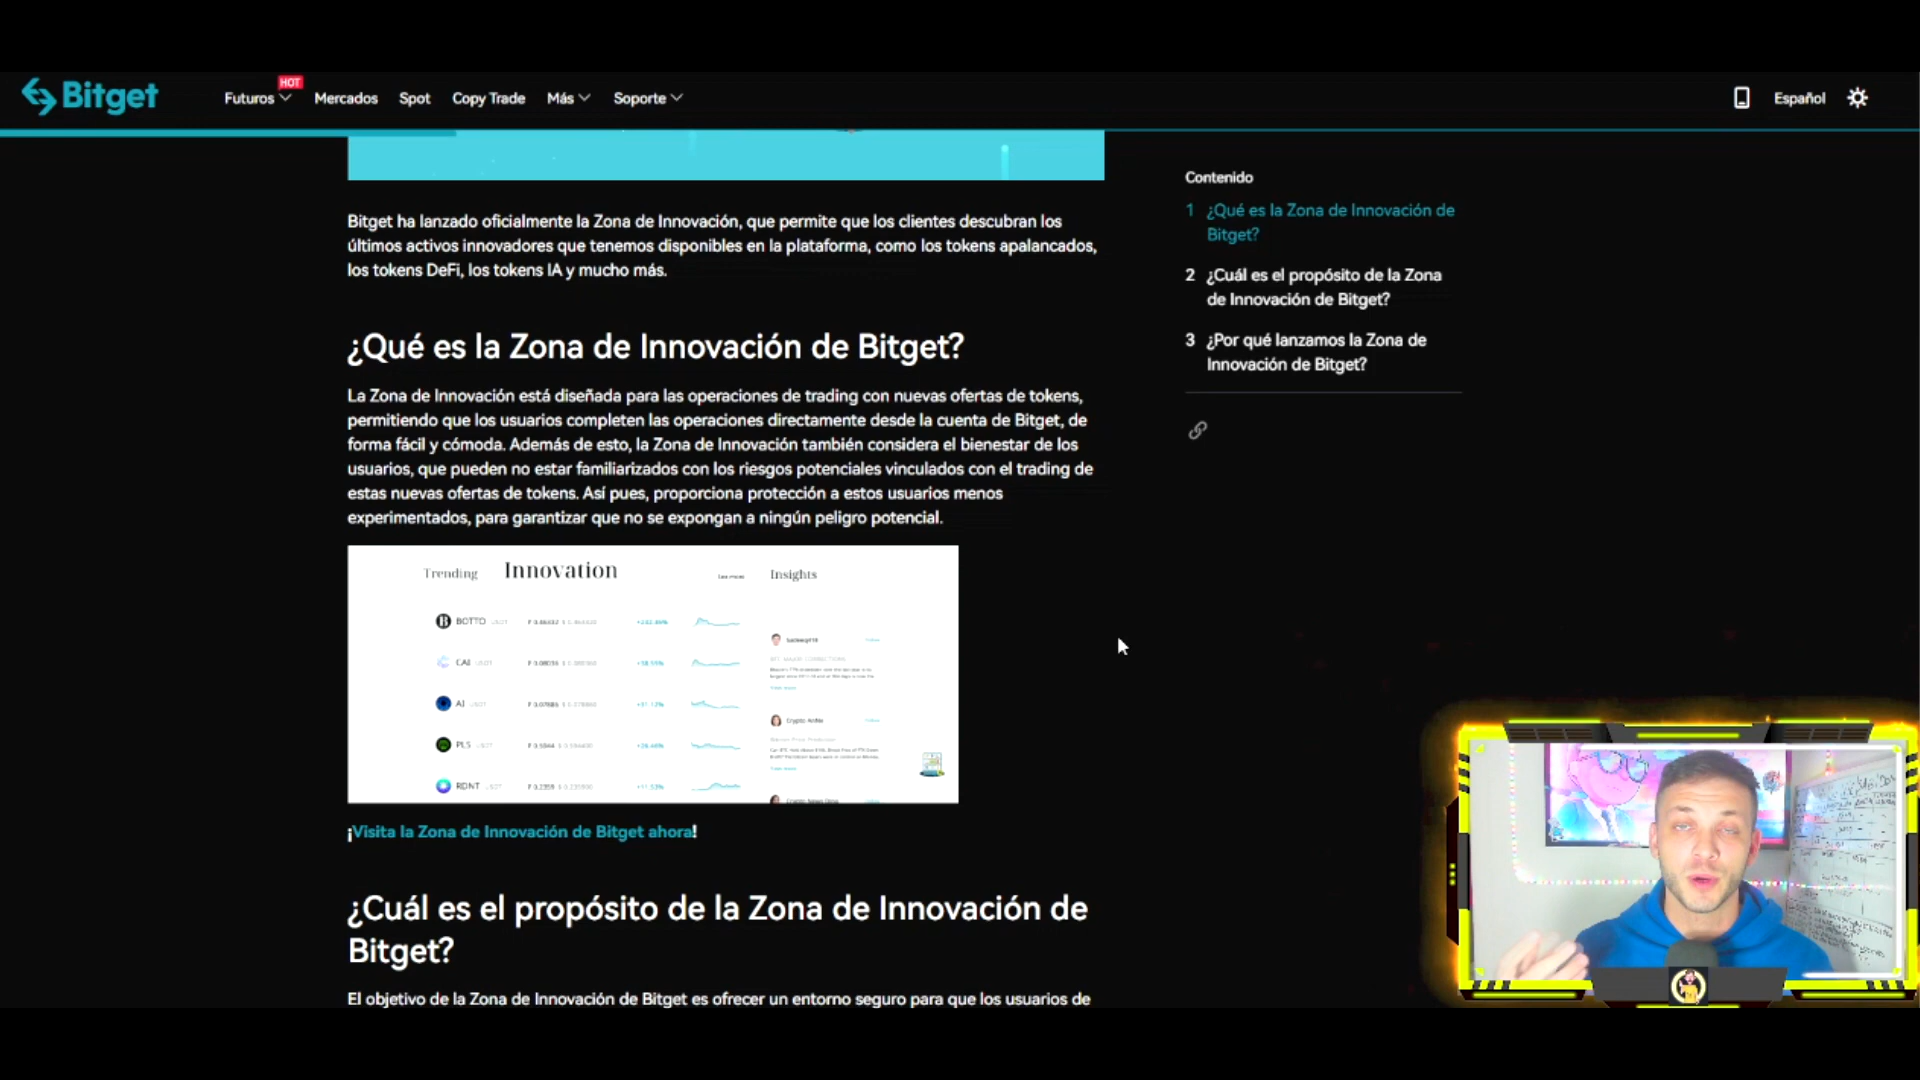 Bitget
Futuros HOT
Mercados
Spot
Copy Trade
Más
Soporte
Español
Bitget ha lanzado oficialmente la Zona de Innovación, que permite que los clientes descubran los
últimos activos innovadores que tenemos disponibles en la plataforma, como los tokens apalancados,
los tokens DeFi, los tokens IA y mucho más.
¿Qué es la Zona de Innovación de Bitget?
La Zona de Innovación está diseñada para las operaciones de trading con nuevas ofertas de tokens,
permitiendo que los usuarios completen las operaciones directamente desde la cuenta de Bitget, de
forma fácil y cómoda. Además de esto, la Zona de Innovación también considera el bienestar de los
usuarios, que pueden no estar familiarizados con los riesgos potenciales vinculados con el trading de
estas nuevas ofertas de tokens. Así pues, proporciona protección a estos usuarios menos
experimentados, para garantizar que no se expongan a ningún peligro potencial.
Trending Innovation See more Insights
BOTTO USDT
CAI USDT
AI USDT
PLS USDT
RDNT USDT
¡Visita la Zona de Innovación de Bitget ahora!
¿Cuál es el propósito de la Zona de Innovación de
Bitget?
El objetivo de la Zona de Innovación de Bitget es ofrecer un entorno seguro para que los usuarios de
Contenido
1 ¿Qué es la Zona de Innovación de
Bitget?
2 ¿Cuál es el propósito de la Zona
de Innovación de Bitget?
3 ¿Por qué lanzamos la Zona de
Innovación de Bitget?